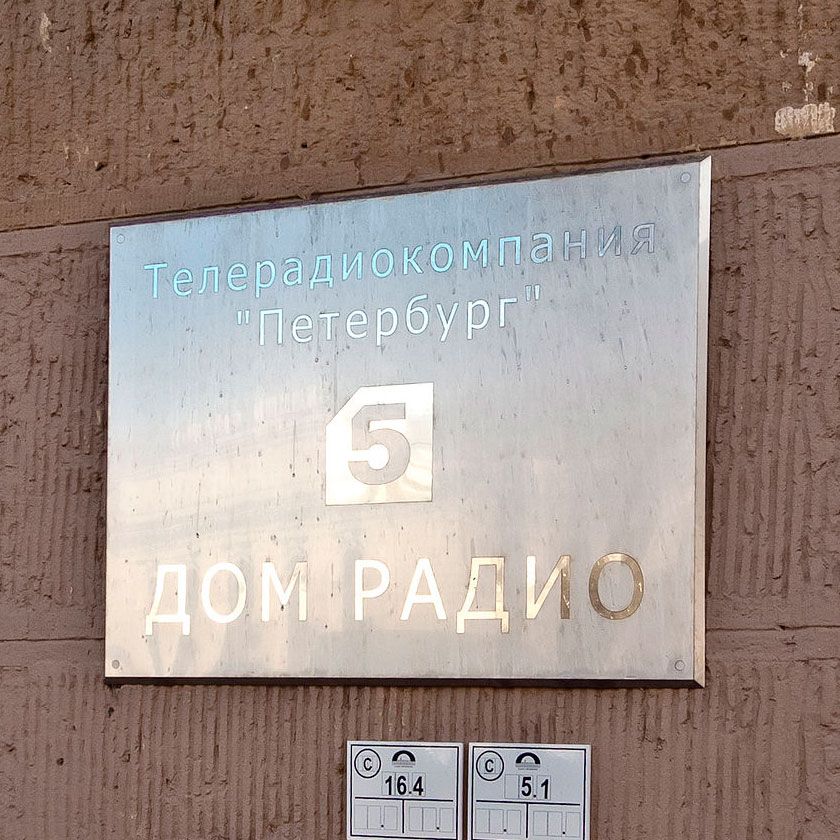 Телерадиокомпания
"Петербург"
5
ДОМ РАДИО
С
16.4
С
5.1